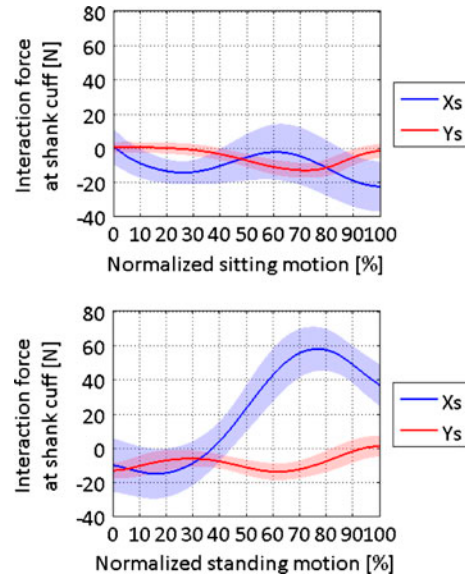 80
60
40
20
0
-20
-40
Interaction force
at shank cuff [N]
0 10 20 30 40 50 60 70 80 90100
Normalized sitting motion [%]
Xs
Ys
80
60
40
20
0
-20
-40
Interaction force
at shank cuff [N]
0 10 20 30 40 50 60 70 80 90100
Normalized standing motion [%]
Xs
Ys